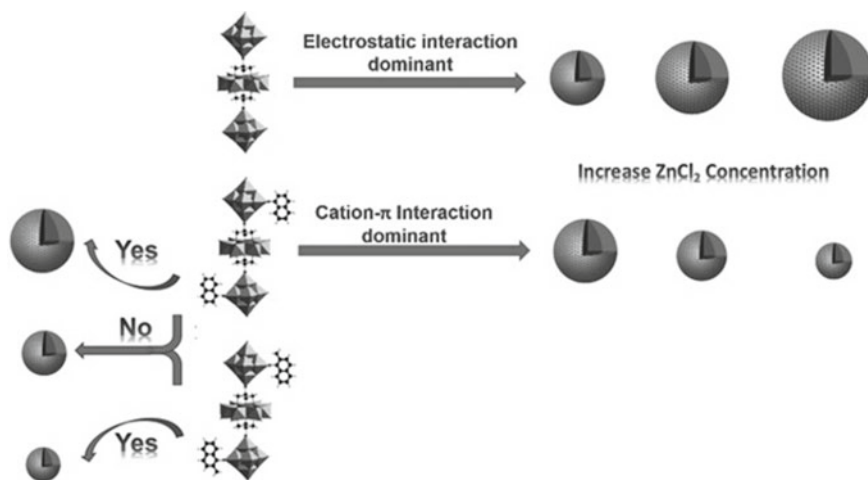 Electrostatic interaction
dominant
Increase ZnCl₂ Concentration
Cation-π Interaction
dominant
Yes
No
Yes